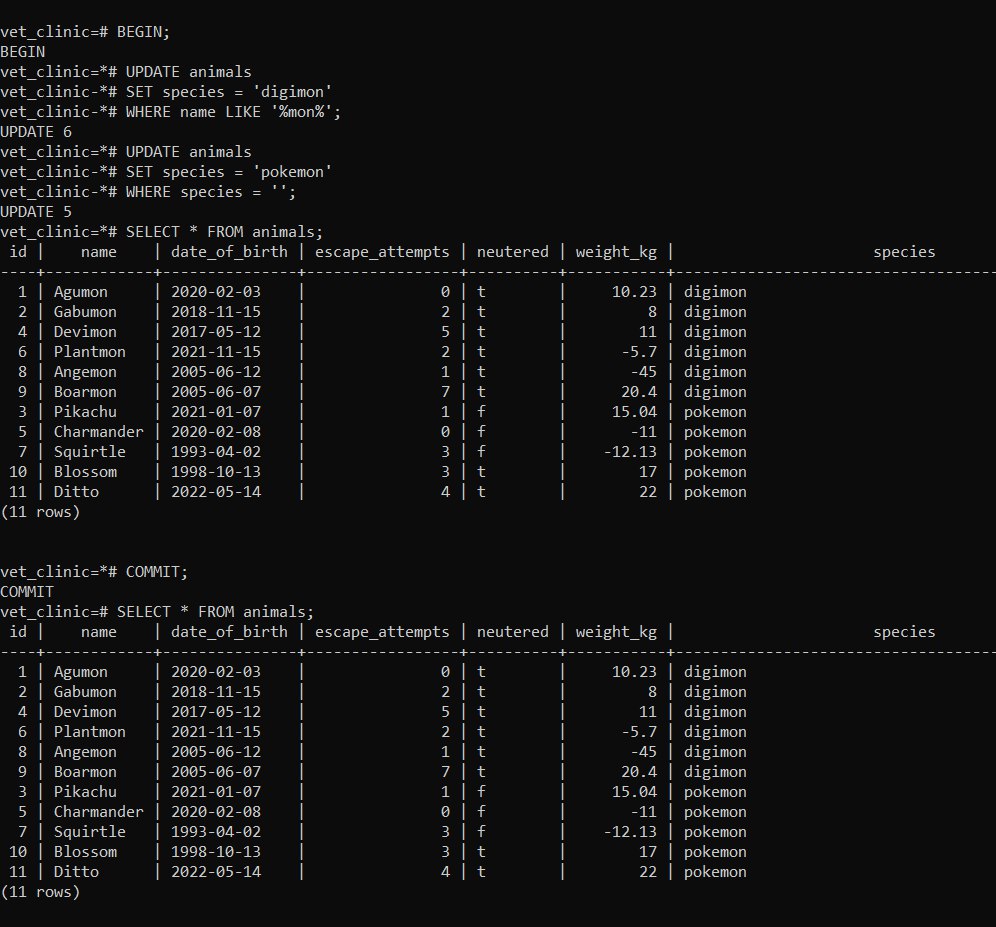 vet_clinic=# BEGIN;
BEGIN
vet_clinic=*# UPDATE animals
vet_clinic-*# SET species = 'digimon'
vet_clinic-*# WHERE name LIKE '%mon%';
UPDATE 6
vet_clinic=*# UPDATE animals
vet_clinic-*# SET species = 'pokemon'
vet_clinic-*# WHERE species = '';
UPDATE 5
vet_clinic=*# SELECT * FROM animals;
 id |    name    | date_of_birth | escape_attempts | neutered | weight_kg |                      species
----+------------+---------------+-----------------+----------+-----------+------------------------------------
  1 | Agumon     | 2020-02-03    |               0 | t        |     10.23 | digimon
  2 | Gabumon    | 2018-11-15    |               2 | t        |         8 | digimon
  4 | Devimon    | 2017-05-12    |               5 | t        |        11 | digimon
  6 | Plantmon   | 2021-11-15    |               2 | t        |      -5.7 | digimon
  8 | Angemon    | 2005-06-12    |               1 | t        |       -45 | digimon
  9 | Boarmon    | 2005-06-07    |               7 | t        |      20.4 | digimon
  3 | Pikachu    | 2021-01-07    |               1 | f        |     15.04 | pokemon
  5 | Charmander | 2020-02-08    |               0 | f        |       -11 | pokemon
  7 | Squirtle   | 1993-04-02    |               3 | f        |    -12.13 | pokemon
 10 | Blossom    | 1998-10-13    |               3 | t        |        17 | pokemon
 11 | Ditto      | 2022-05-14    |               4 | t        |        22 | pokemon
(11 rows)
vet_clinic=*# COMMIT;
COMMIT
vet_clinic=# SELECT * FROM animals;
 id |    name    | date_of_birth | escape_attempts | neutered | weight_kg |                      species
----+------------+---------------+-----------------+----------+-----------+------------------------------------
  1 | Agumon     | 2020-02-03    |               0 | t        |     10.23 | digimon
  2 | Gabumon    | 2018-11-15    |               2 | t        |         8 | digimon
  4 | Devimon    | 2017-05-12    |               5 | t        |        11 | digimon
  6 | Plantmon   | 2021-11-15    |               2 | t        |      -5.7 | digimon
  8 | Angemon    | 2005-06-12    |               1 | t        |       -45 | digimon
  9 | Boarmon    | 2005-06-07    |               7 | t        |      20.4 | digimon
  3 | Pikachu    | 2021-01-07    |               1 | f        |     15.04 | pokemon
  5 | Charmander | 2020-02-08    |               0 | f        |       -11 | pokemon
  7 | Squirtle   | 1993-04-02    |               3 | f        |    -12.13 | pokemon
 10 | Blossom    | 1998-10-13    |               3 | t        |        17 | pokemon
 11 | Ditto      | 2022-05-14    |               4 | t        |        22 | pokemon
(11 rows)